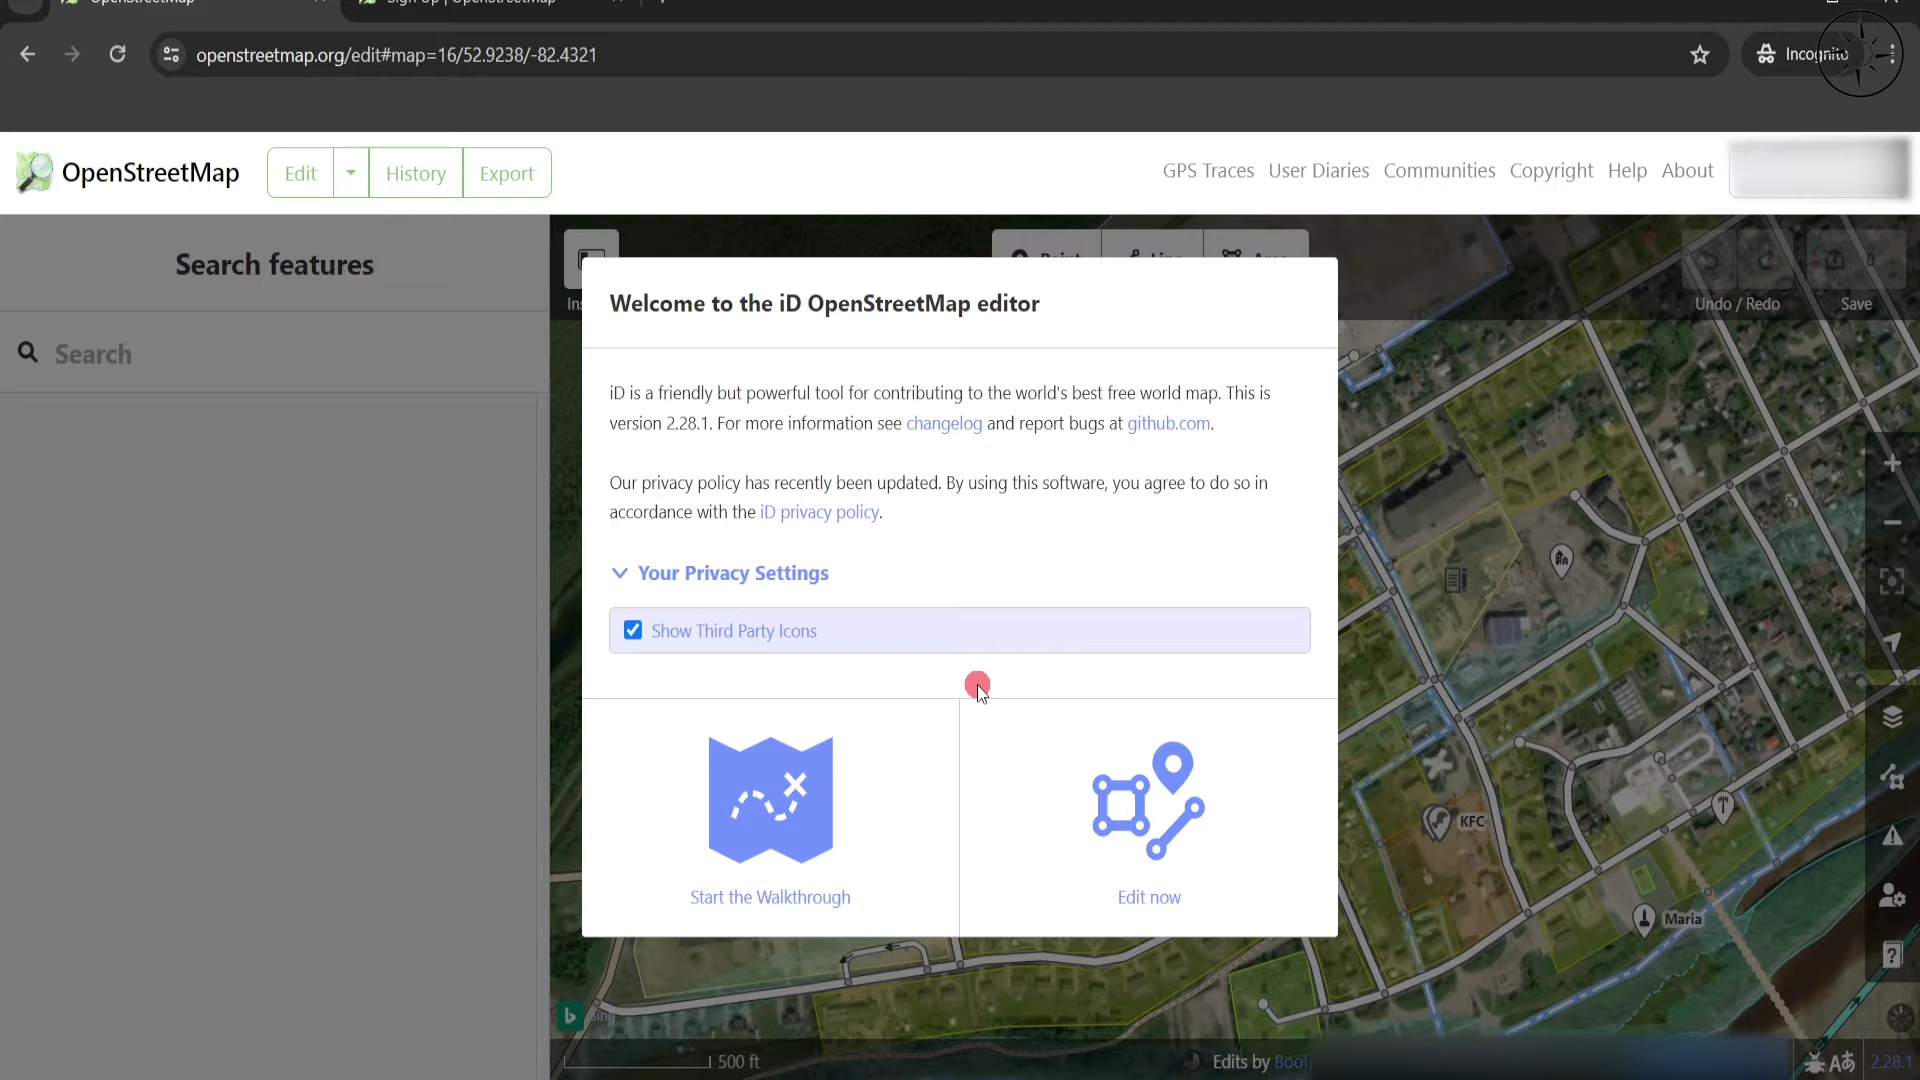 openstreetmap.org/edit#map=16/52.9238/-82.4321
Incognito
OpenStreetMap
Edit
History
Export
GPS Traces
User Diaries
Communities
Copyright
Help
About
Search features
Search
Undo / Redo
Save
Welcome to the iD OpenStreetMap editor
iD is a friendly but powerful tool for contributing to the world's best free world map. This is
version 2.28.1. For more information see changelog and report bugs at github.com.
Our privacy policy has recently been updated. By using this software, you agree to do so in
accordance with the iD privacy policy.
Your Privacy Settings
Show Third Party Icons
Start the Walkthrough
Edit now
KFC
Maria
500 ft
Edits by
2.28.1